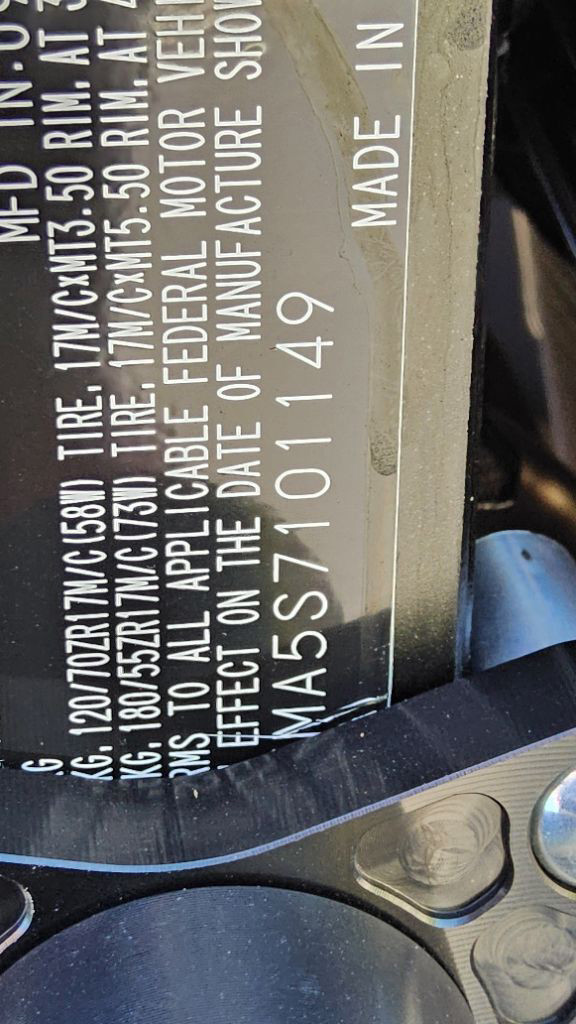 MFD IN.
G
KG. 120/70ZR17M/C(58W) TIRE, 17M/CxMT3.50 RIM, AT
KG. 180/55ZR17M/C(73W) TIRE, 17M/CxMT5.50 RIM, AT
RMS TO ALL APPLICABLE FEDERAL MOTOR VEH
EFFECT ON THE DATE OF MANUFACTURE SHOW
MA5S7101149
MADE IN